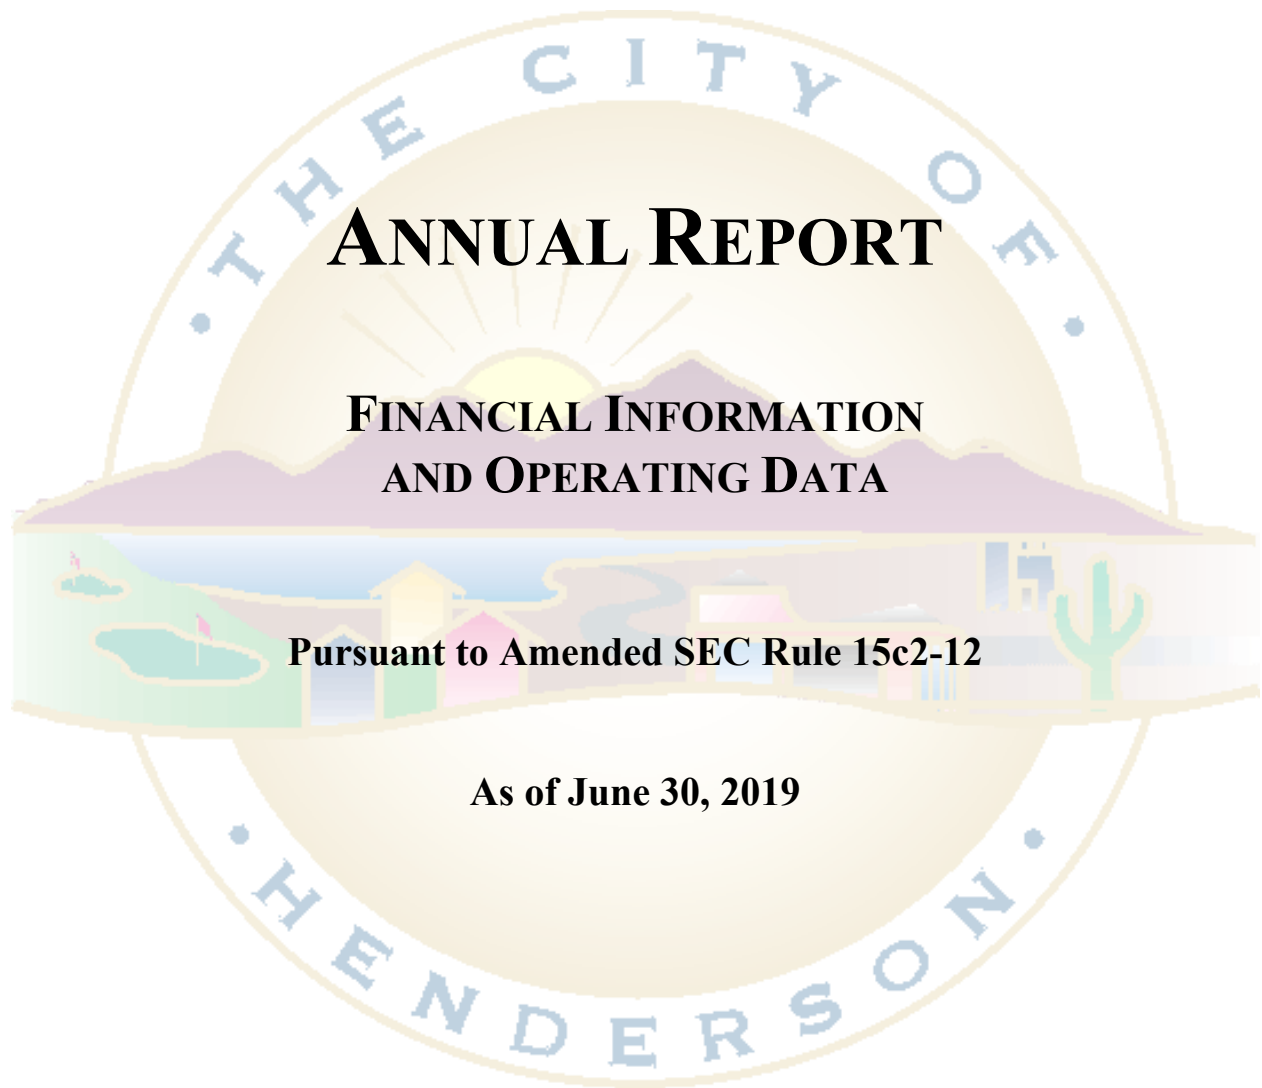 THE CITY OF
ANNUAL REPORT
FINANCIAL INFORMATION
AND OPERATING DATA
Pursuant to Amended SEC Rule 15c2-12
As of June 30, 2019
HENDERSON